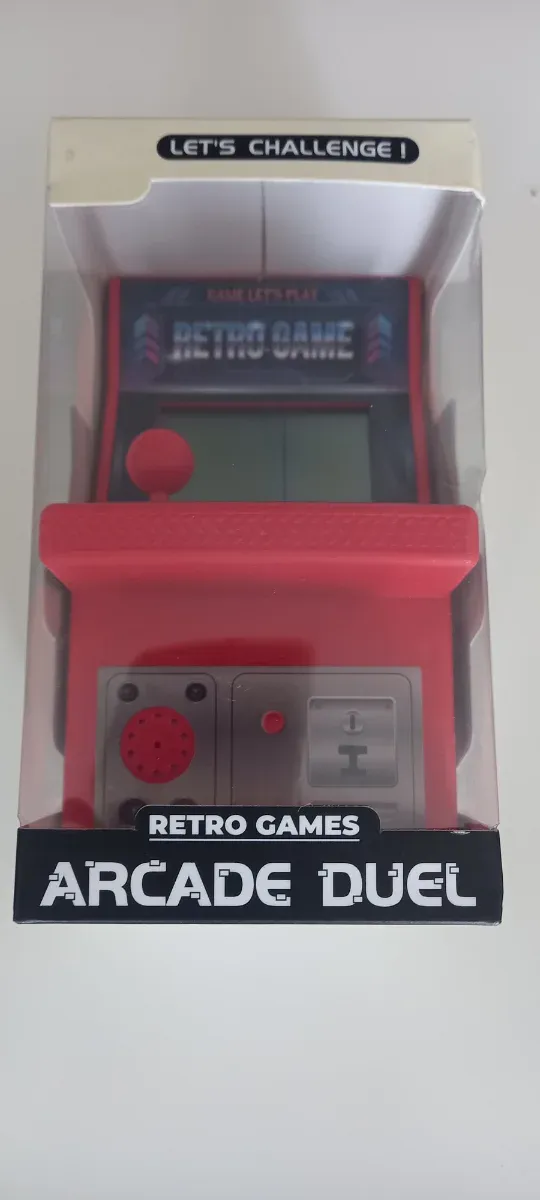 LET'S CHALLENGE !
GAME LET'S PLAY
RETRO GAME
RETRO GAMES
ARCADE DUEL